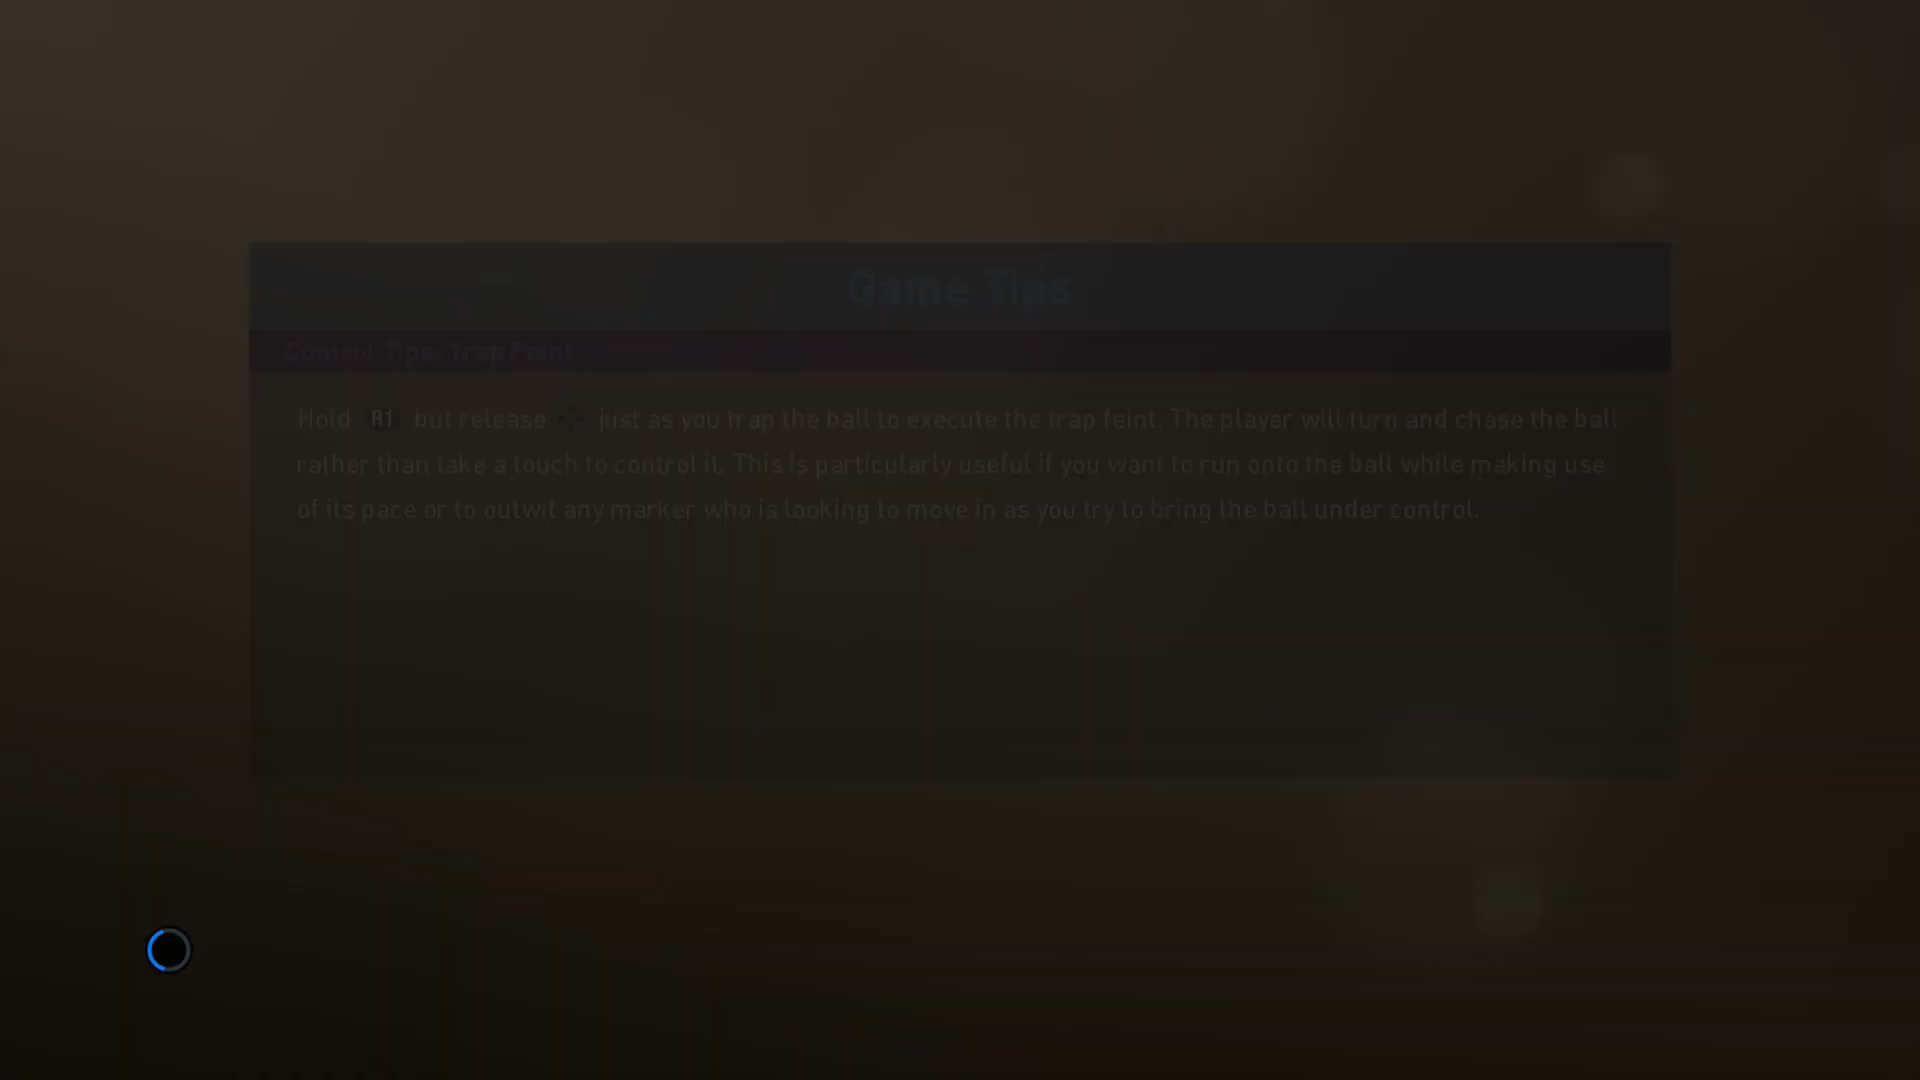 Game Tips
Control Tips: Trap Feint
Hold R1 but release just as you trap the ball to execute the trap feint. The player will turn and chase the ball
rather than take a touch to control it. This is particularly useful if you want to run onto the ball while making use
of its pace or to outwit any marker who is looking to move in as you try to bring the ball under control.